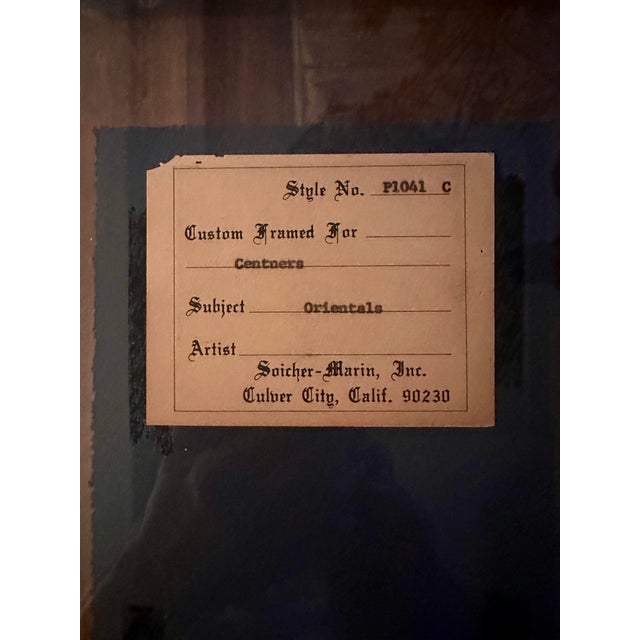 Style No. P1041 C
Custom Framed For
Centners
Subject Orientals
Artist
Soicher-Marin, Inc.
Culver City, Calif. 90230